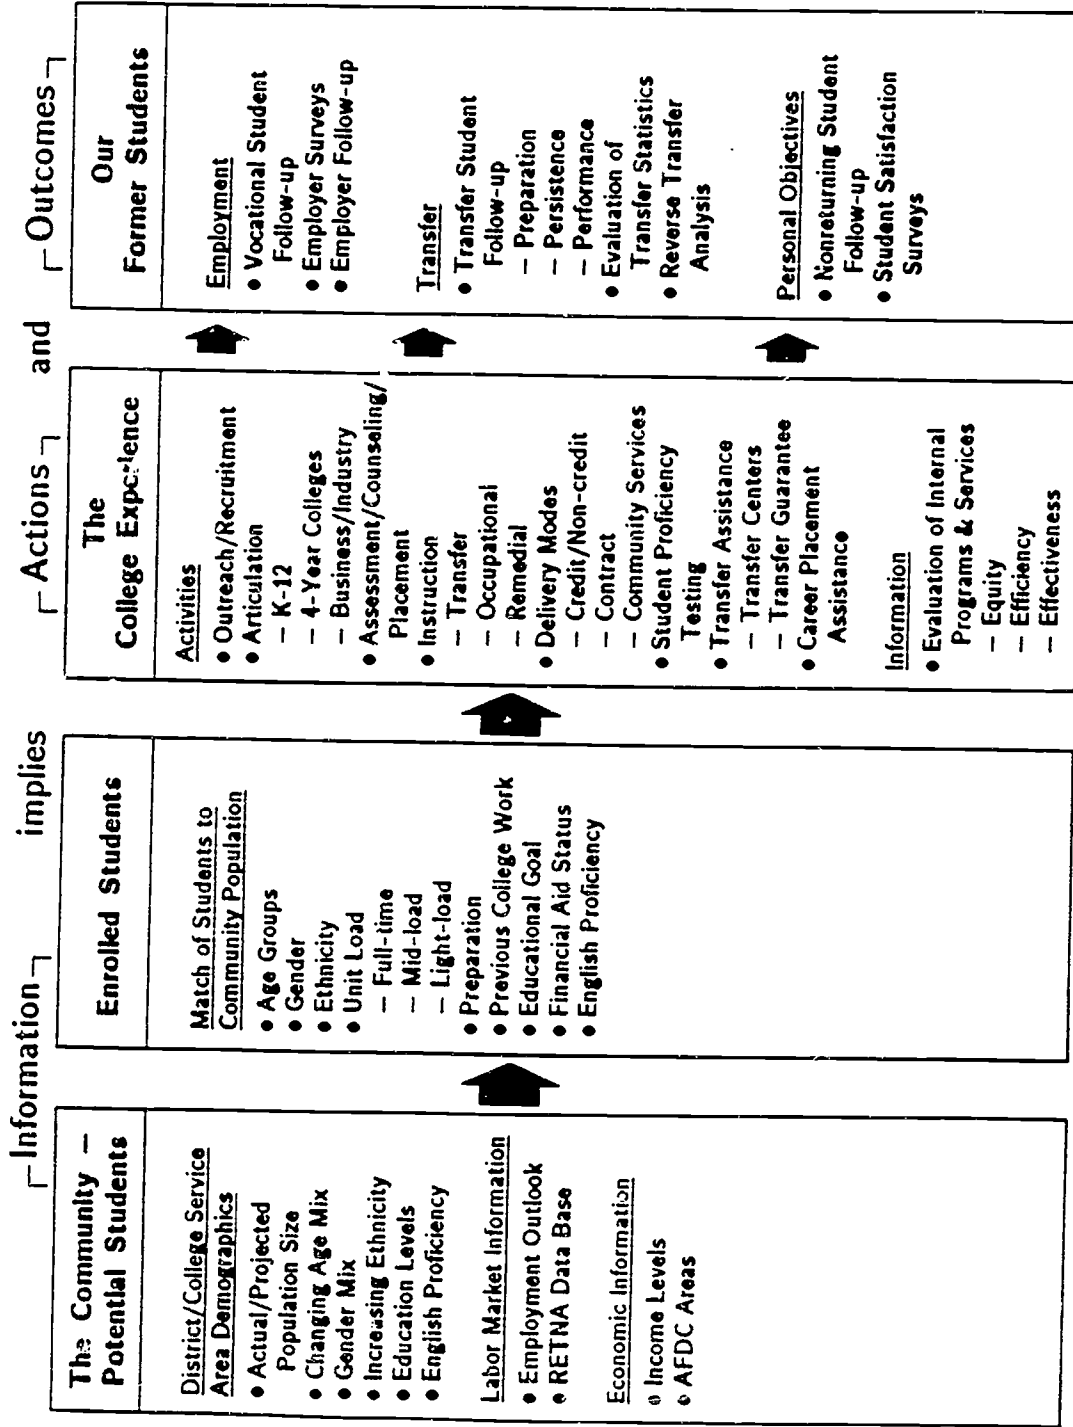 Information implies Actions and Outcomes
The Community –
Potential Students
District/College Service
Area Demographics
● Actual/Projected
Population Size
● Changing Age Mix
● Gender Mix
● Increasing Ethnicity
● Education Levels
● English Proficiency
Labor Market Information
● Employment Outlook
● RETNA Data Base
Economic Information
● Income Levels
● AFDC Areas
Enrolled Students
Match of Students to
Community Population
● Age Groups
● Gender
● Ethnicity
● Unit Load
– Full-time
– Mid-load
– Light-load
● Preparation
● Previous College Work
● Educational Goal
● Financial Aid Status
● English Proficiency
The
College Experience
Activities
● Outreach/Recruitment
● Articulation
– K-12
– 4-Year Colleges
– Business/Industry
● Assessment/Counseling/
Placement
● Instruction
– Transfer
– Occupational
– Remedial
● Delivery Modes
– Credit/Non-credit
– Contract
– Community Services
● Student Proficiency
Testing
● Transfer Assistance
– Transfer Centers
– Transfer Guarantee
● Career Placement
Assistance
Information
● Evaluation of Internal
Programs & Services
– Equity
– Efficiency
– Effectiveness
Our
Former Students
Employment
● Vocational Student
Follow-up
● Employer Surveys
● Employer Follow-up
Transfer
● Transfer Student
Follow-up
– Preparation
– Persistence
– Performance
● Evaluation of
Transfer Statistics
● Reverse Transfer
Analysis
Personal Objectives
● Nonreturning Student
Follow-up
● Student Satisfaction
Surveys